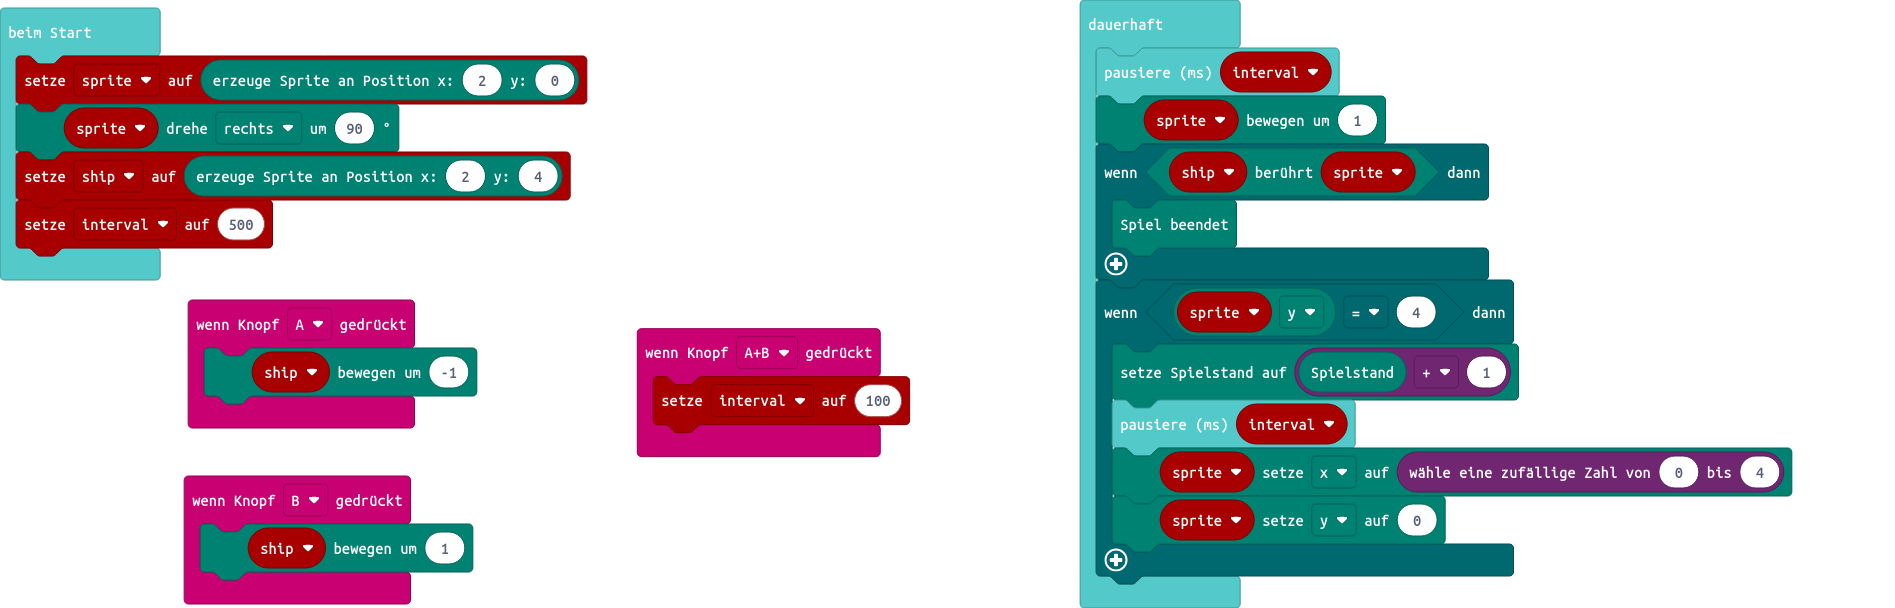 beim Start
setze sprite auf erzeuge Sprite an Position x: 2 y: 0
sprite drehe rechts um 90 °
setze ship auf erzeuge Sprite an Position x: 2 y: 4
setze interval auf 500
wenn Knopf A gedrückt
ship bewegen um -1
wenn Knopf B gedrückt
ship bewegen um 1
wenn Knopf A+B gedrückt
setze interval auf 100
dauerhaft
pausiere (ms) interval
sprite bewegen um 1
wenn ship berührt sprite dann
Spiel beendet
wenn sprite y = 4 dann
setze Spielstand auf Spielstand + 1
pausiere (ms) interval
sprite setze x auf wähle eine zufällige Zahl von 0 bis 4
sprite setze y auf 0